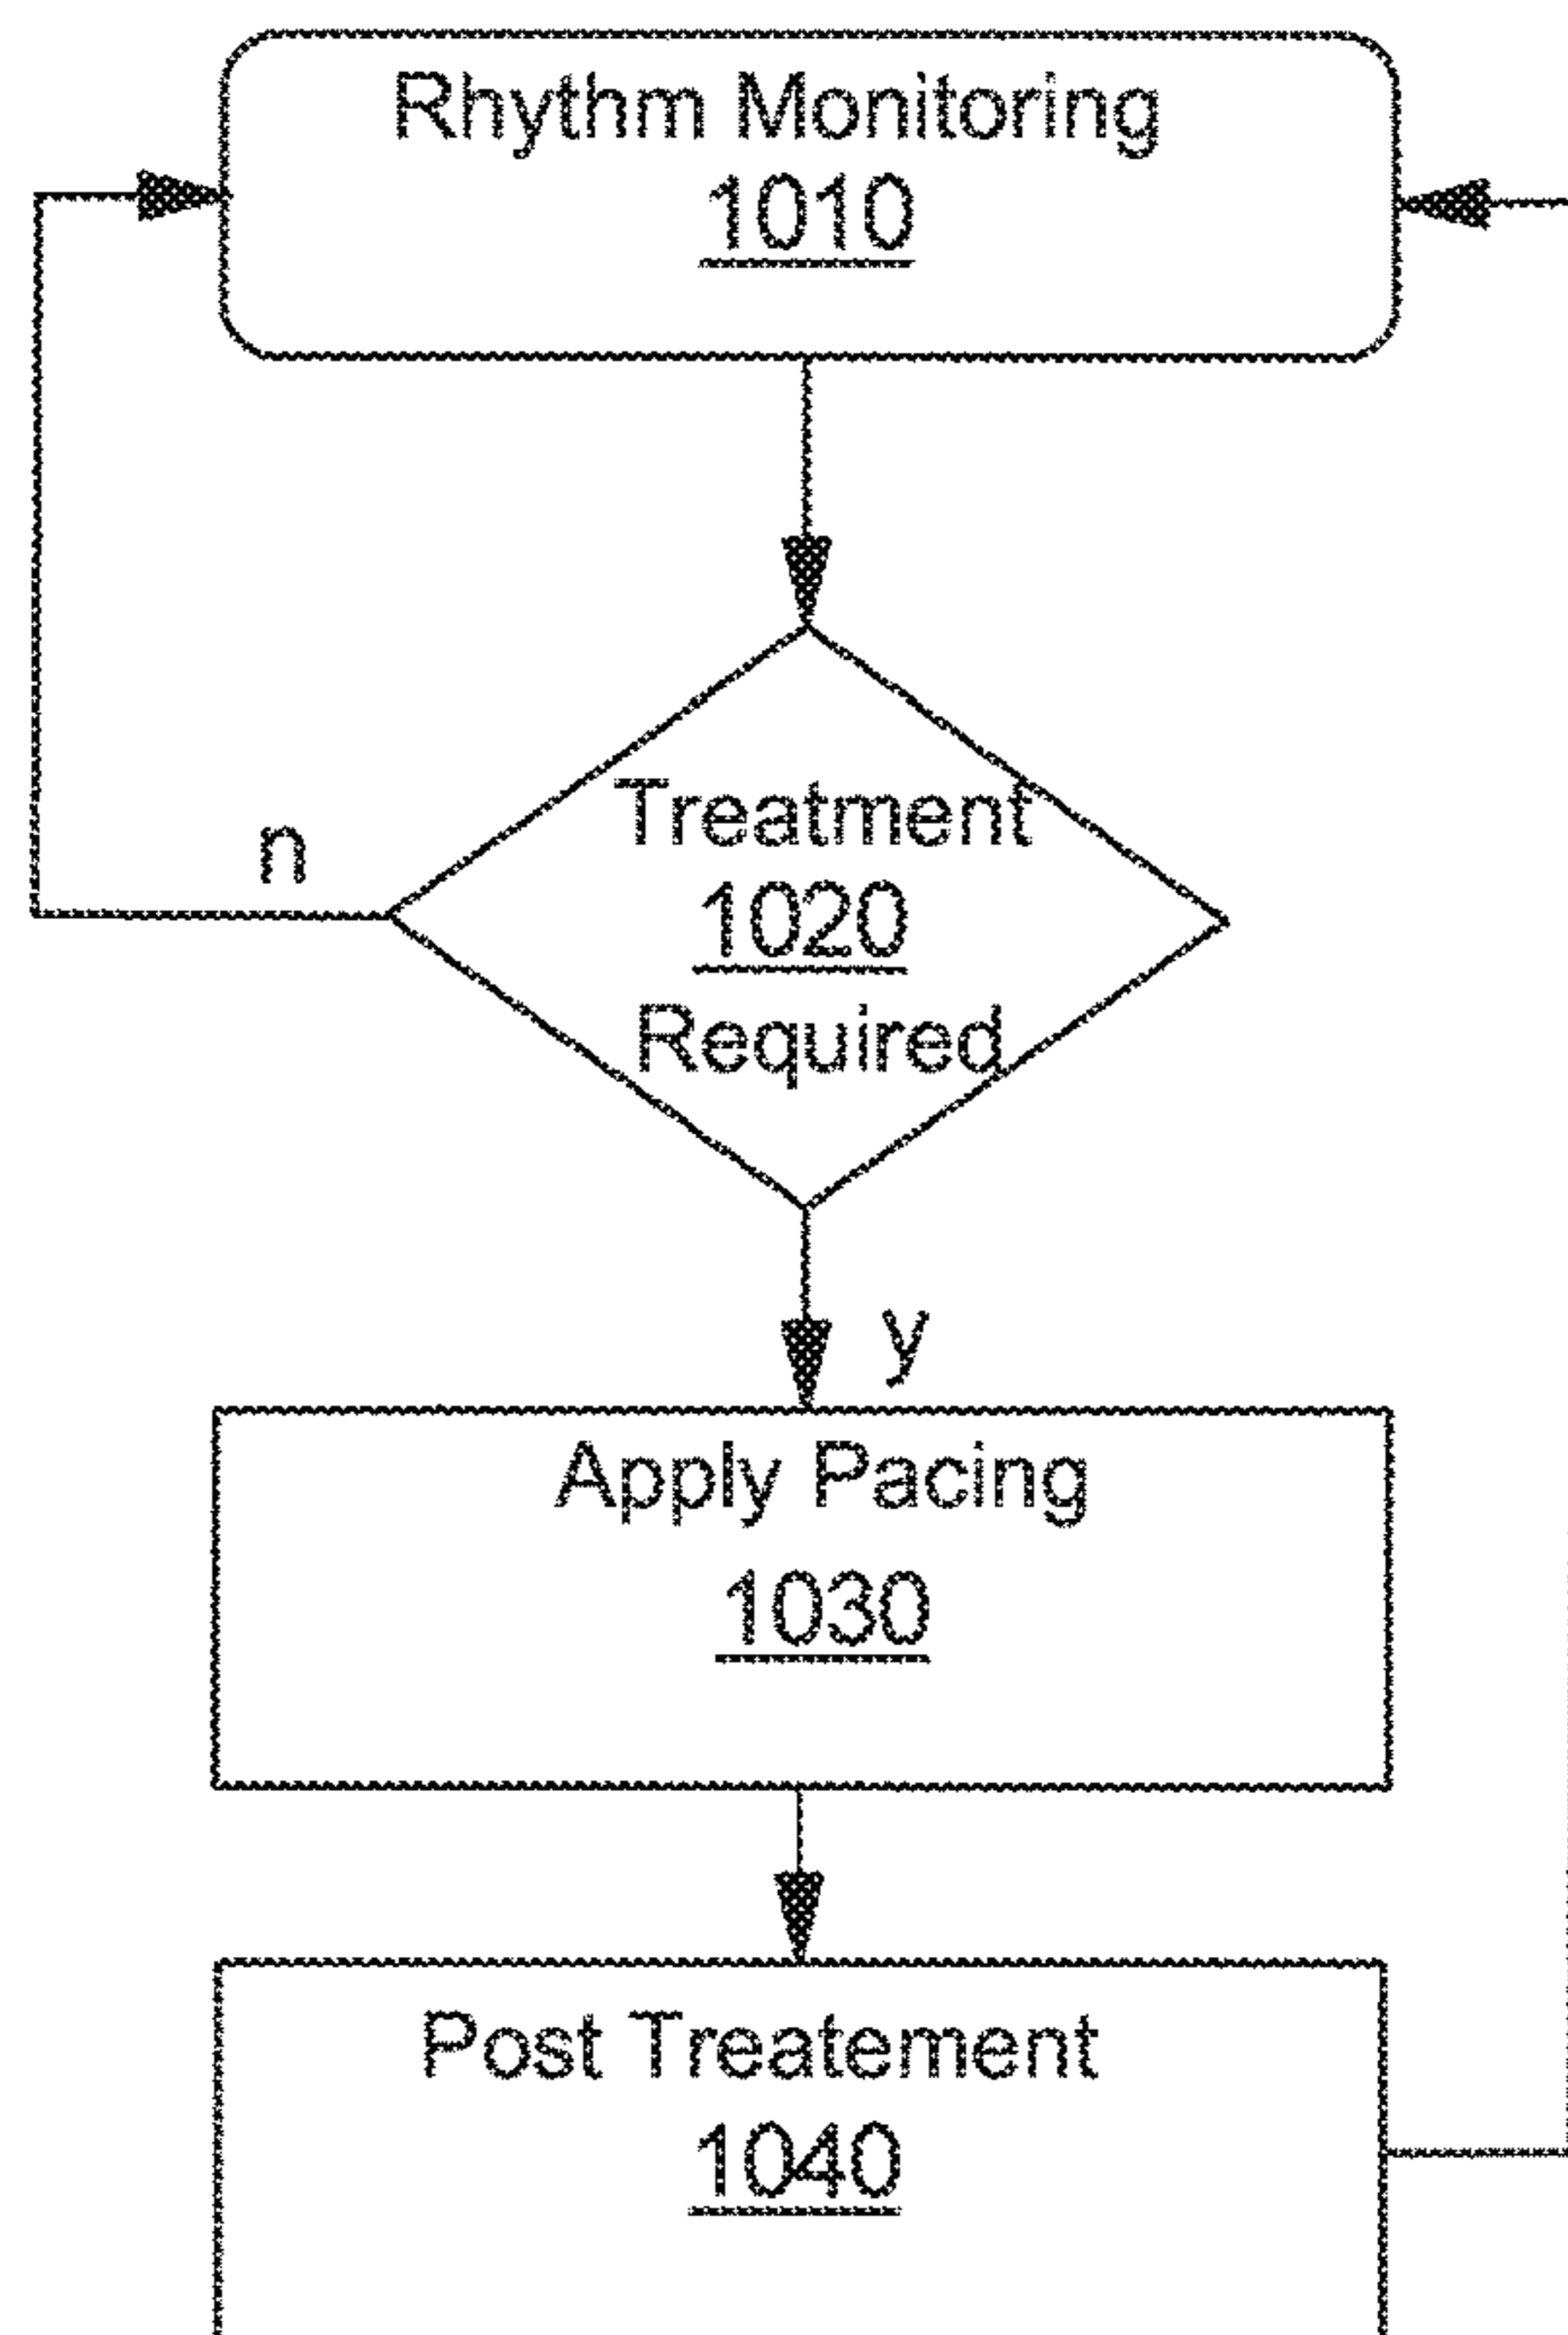 Rhythm Monitoring
1010
Treatment
n
1020
Required
y
Apply Pacing
1030
Post Treatement
1040